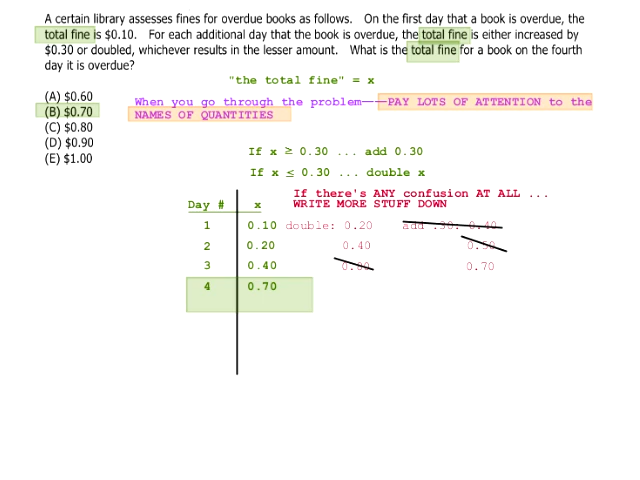 A certain library assesses fines for overdue books as follows. On the first day that a book is overdue, the
total fine is $0.10. For each additional day that the book is overdue, the total fine is either increased by
$0.30 or doubled, whichever results in the lesser amount. What is the total fine for a book on the fourth
day it is overdue?
"the total fine" = x
(A) $0.60
(B) $0.70
(C) $0.80
(D) $0.90
(E) $1.00
When you go through the problem——PAY LOTS OF ATTENTION to the
NAMES OF QUANTITIES
If x ≥ 0.30 ... add 0.30
If x ≤ 0.30 ... double x
If there's ANY confusion AT ALL ...
WRITE MORE STUFF DOWN
Day # x
1 0.10 double: 0.20 add .30: 0.40
2 0.20 0.40 0.50
3 0.40 0.80 0.70
4 0.70